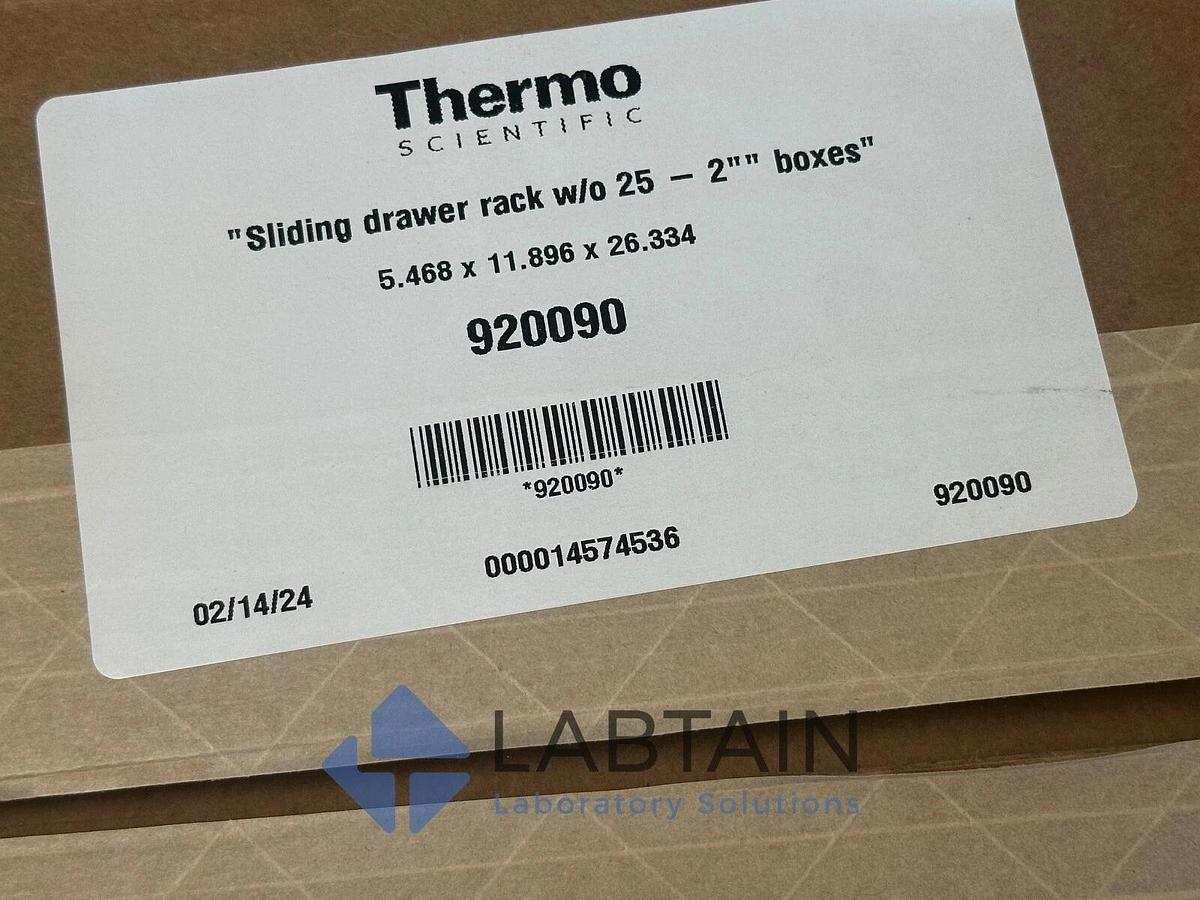 Thermo
SCIENTIFIC
"Sliding drawer rack w/o 25 – 2"" boxes"
5.468 x 11.896 x 26.334
920090
*920090*
920090
000014574536
02/14/24
LABTAIN
Laboratory Solutions